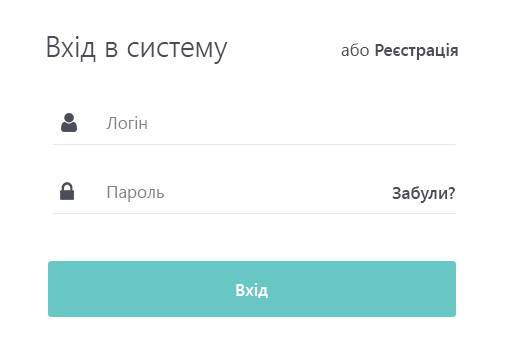 Вхід в систему
або Реєстрація
Логін
Пароль
Забули?
Вхід